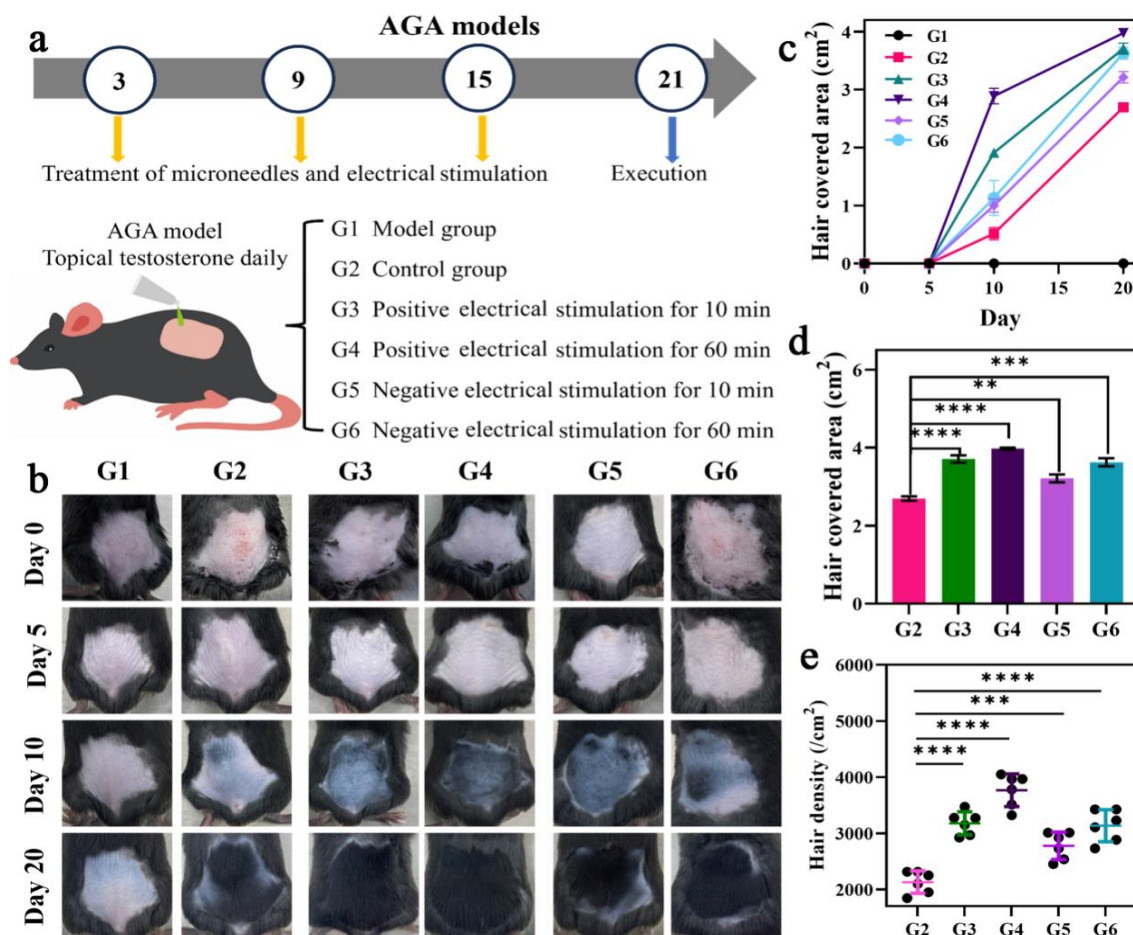 a
AGA models
3
9
15
21
Treatment of microneedles and electrical stimulation
Execution
AGA model
Topical testosterone daily
G1 Model group
G2 Control group
G3 Positive electrical stimulation for 10 min
G4 Positive electrical stimulation for 60 min
G5 Negative electrical stimulation for 10 min
G6 Negative electrical stimulation for 60 min
b
G1 G2 G3 G4 G5 G6
Day 0
Day 5
Day 10
Day 20
c
Hair covered area (cm²)
4
3
2
1
0
0 5 10 15 20
Day
G1
G2
G3
G4
G5
G6
d
Hair covered area (cm²)
6
4
2
0
***
**
****
****
G2 G3 G4 G5 G6
e
Hair density (/cm²)
6000
5000
4000
3000
2000
****
***
****
****
G2 G3 G4 G5 G6